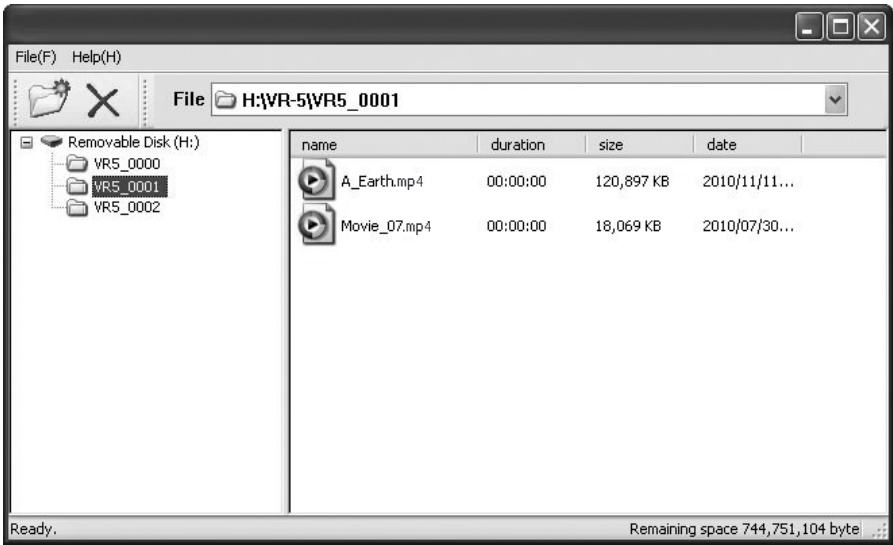 File(F) Help(H)
File H:\VR-5\VR5_0001
Removable Disk (H:)
VR5_0000
VR5_0001
VR5_0002
name duration size date
A_Earth.mp4 00:00:00 120,897 KB 2010/11/11...
Movie_07.mp4 00:00:00 18,069 KB 2010/07/30...
Ready. Remaining space 744,751,104 byte